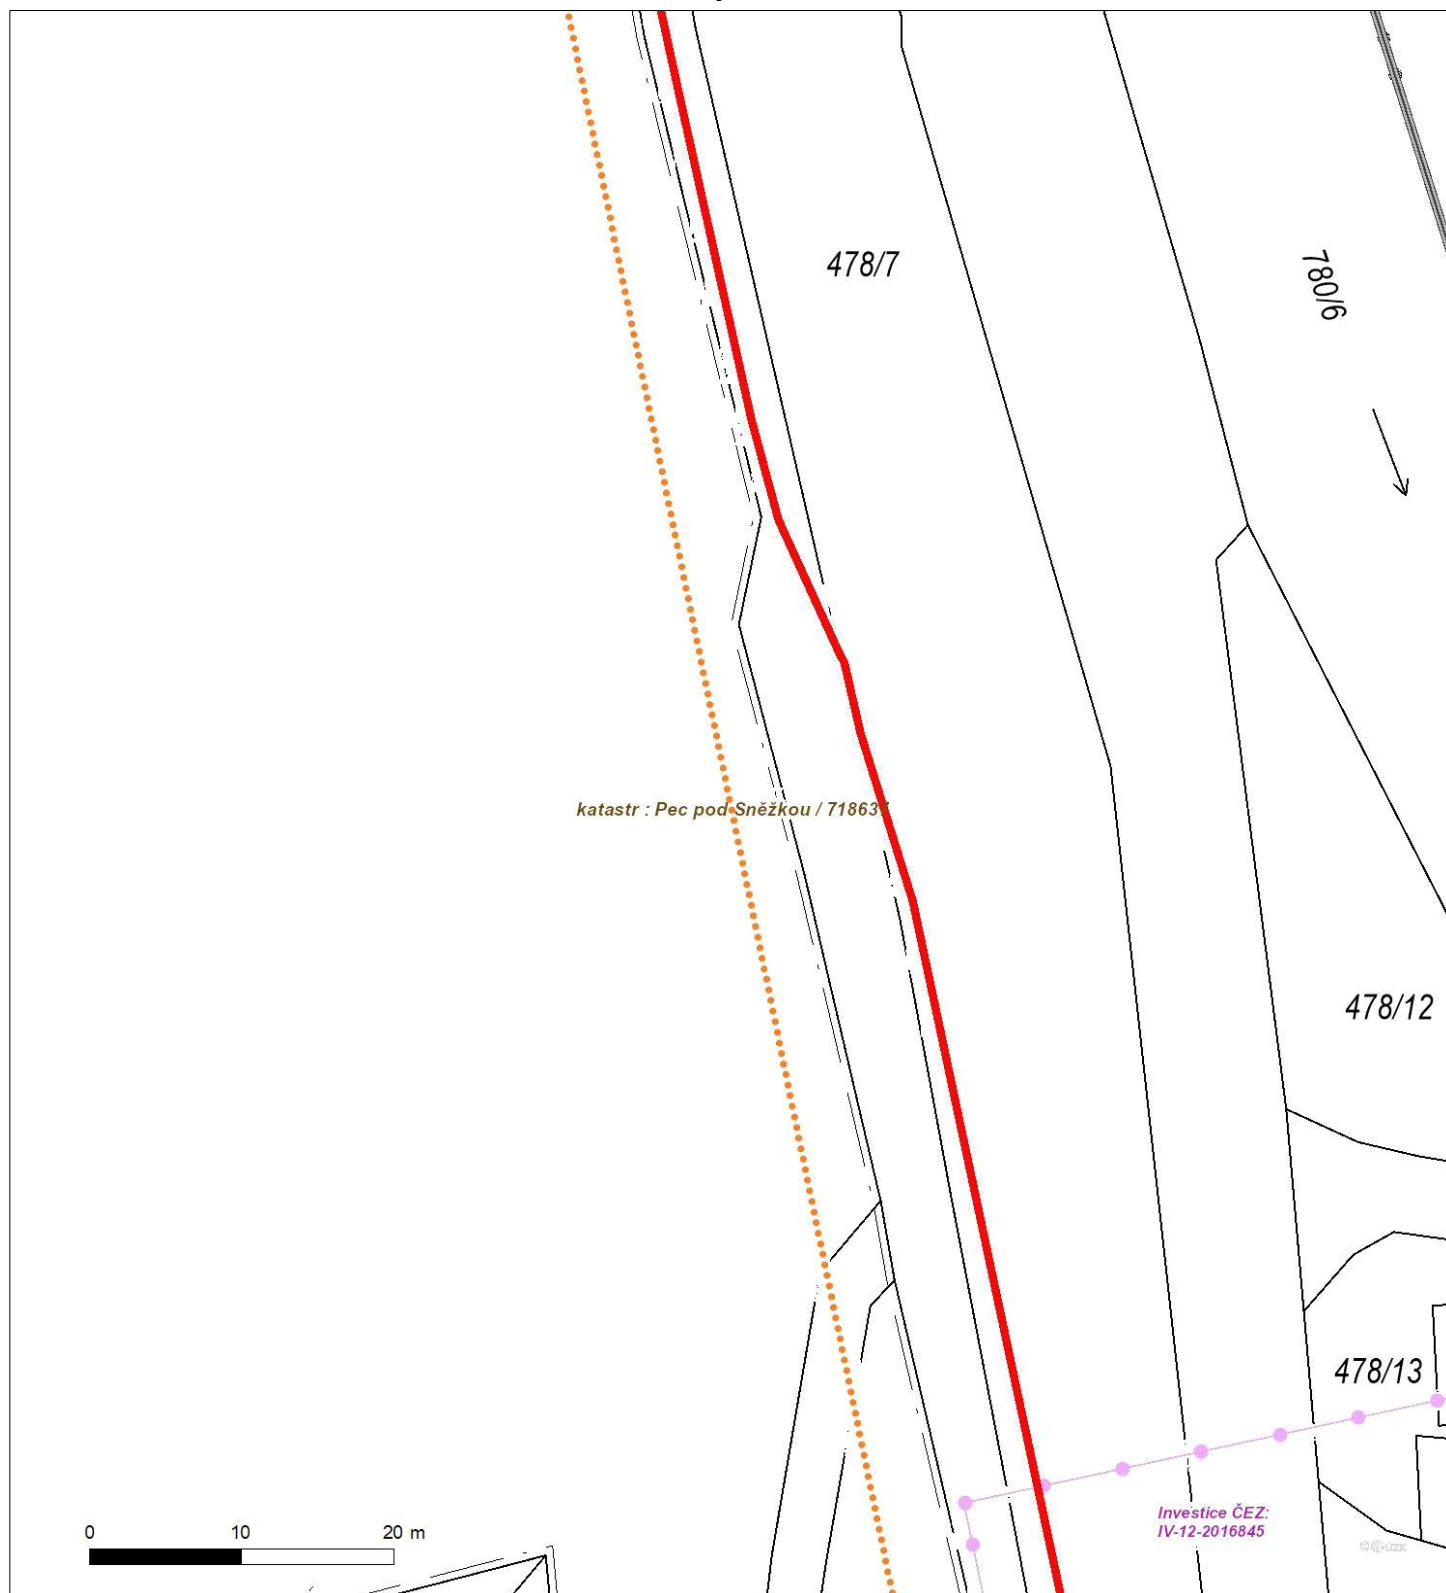 478/7
780/6
katastr : Pec pod Sněžkou / 71863
478/12
478/13
Investice ČEZ:
IV-12-2016845
0 10 20 m
© ČÚZK